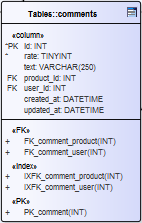 Tables::comments
«column»
*PK id: INT
* rate: TINYINT
text: VARCHAR(250)
FK product_id: INT
FK user_id: INT
created_at: DATETIME
updated_at: DATETIME
«FK»
+ FK_comment_product(INT)
+ FK_comment_user(INT)
«index»
+ IXFK_comment_product(INT)
+ IXFK_comment_user(INT)
«PK»
+ PK_comment(INT)